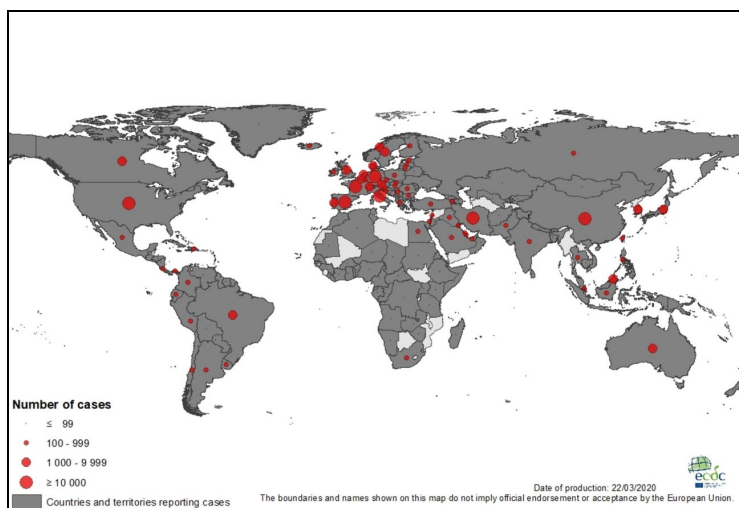 Number of cases
≤ 99
100 - 999
1 000 - 9 999
≥ 10 000
Countries and territories reporting cases
ecdc
Date of production: 22/03/2020
The boundaries and names shown on this map do not imply official endorsement or acceptance by the European Union.